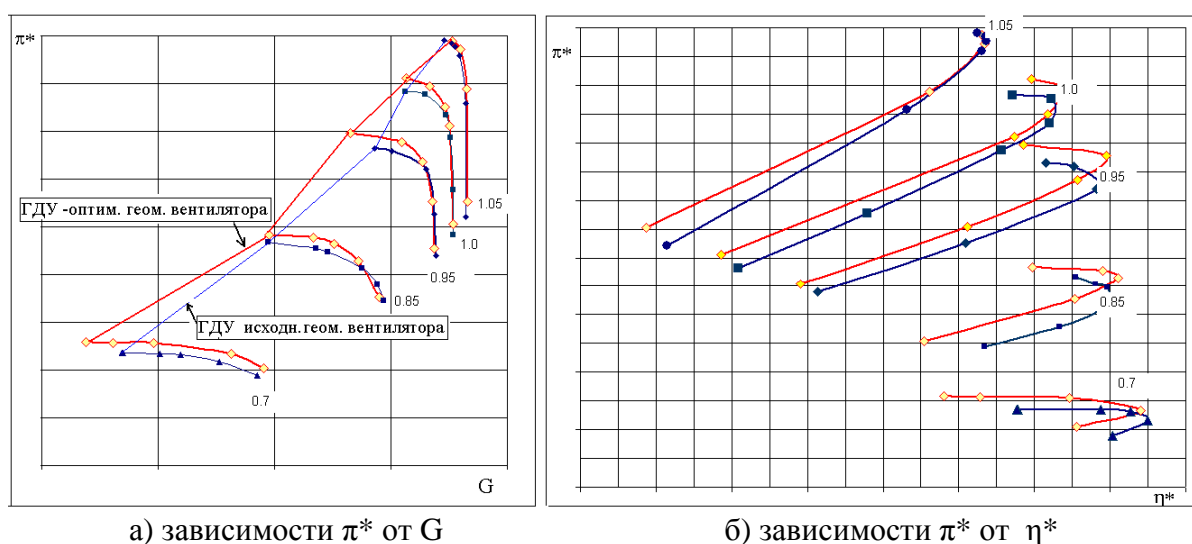 π*
ГДУ -оптим. геом. вентилятора
ГДУ исходн. геом. вентилятора
1.05
1.0
0.95
0.85
0.7
G
π*
1.05
1.0
0.95
0.85
0.7
η*
а) зависимости π* от G
б) зависимости π* от η*